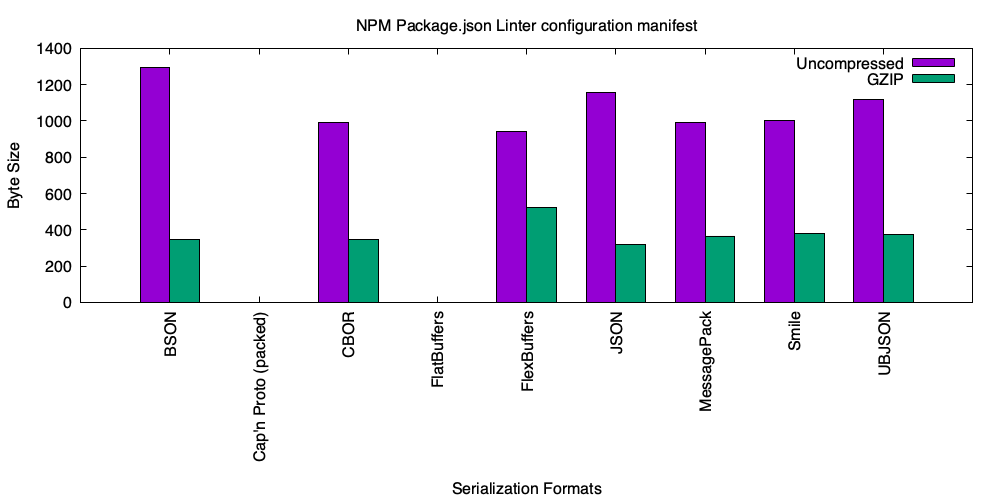 NPM Package.json Linter configuration manifest
Uncompressed
GZIP
1400
1200
1000
800
600
400
200
0
Byte Size
BSON
Cap'n Proto (packed)
CBOR
FlatBuffers
FlexBuffers
JSON
MessagePack
Smile
UBJSON
Serialization Formats